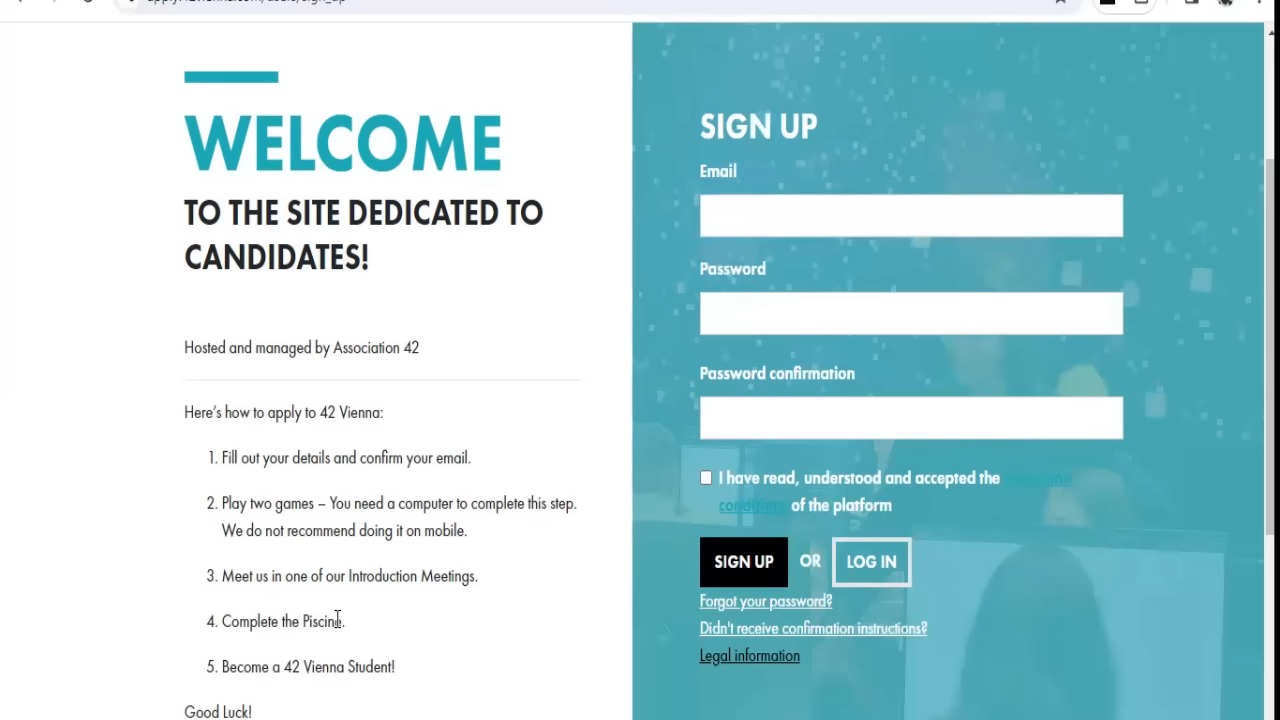 WELCOME
TO THE SITE DEDICATED TO
CANDIDATES!
Hosted and managed by Association 42
Here's how to apply to 42 Vienna:
1. Fill out your details and confirm your email.
2. Play two games – You need a computer to complete this step.
We do not recommend doing it on mobile.
3. Meet us in one of our Introduction Meetings.
4. Complete the Piscine.
5. Become a 42 Vienna Student!
Good Luck!
SIGN UP
Email
Password
Password confirmation
I have read, understood and accepted the
of the platform
SIGN UP OR LOG IN
Forgot your password?
Didn't receive confirmation instructions?
Legal information